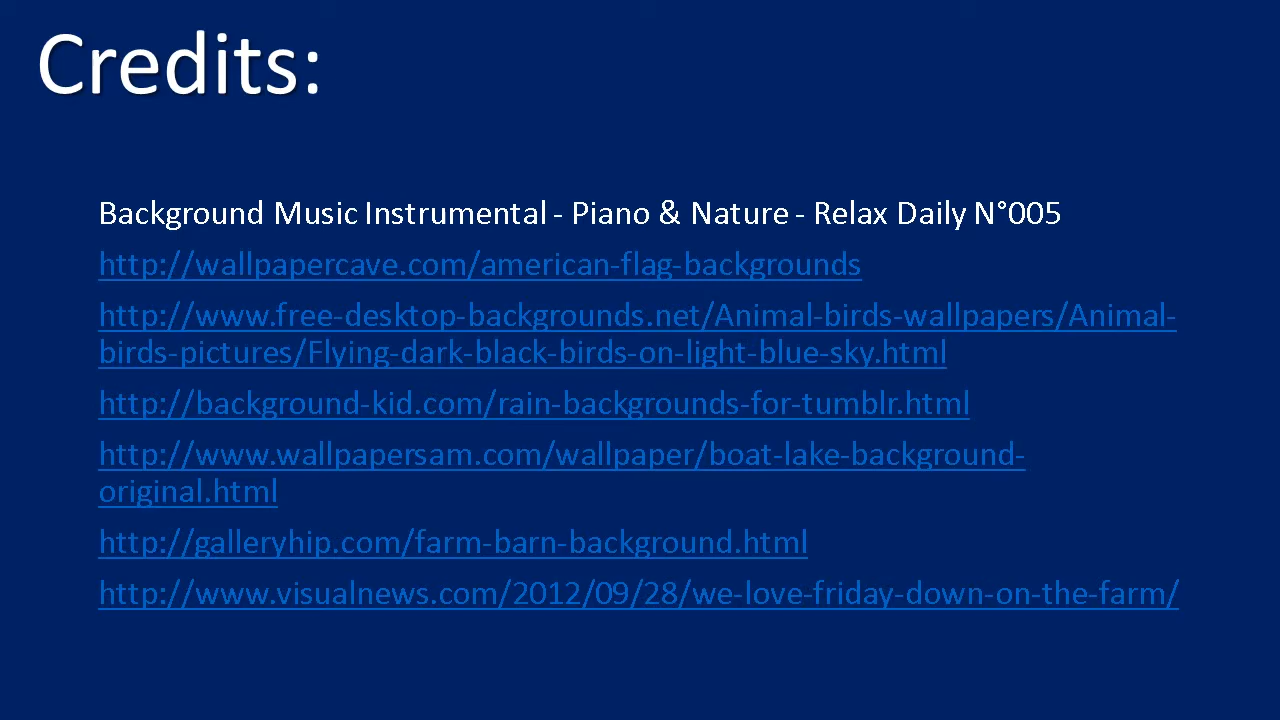 Credits:
Background Music Instrumental - Piano & Nature - Relax Daily N°005
http://wallpapercave.com/american-flag-backgrounds
http://www.free-desktop-backgrounds.net/Animal-birds-wallpapers/Animal-
birds-pictures/Flying-dark-black-birds-on-light-blue-sky.html
http://background-kid.com/rain-backgrounds-for-tumblr.html
http://www.wallpapersam.com/wallpaper/boat-lake-background-
original.html
http://galleryhip.com/farm-barn-background.html
http://www.visualnews.com/2012/09/28/we-love-friday-down-on-the-farm/